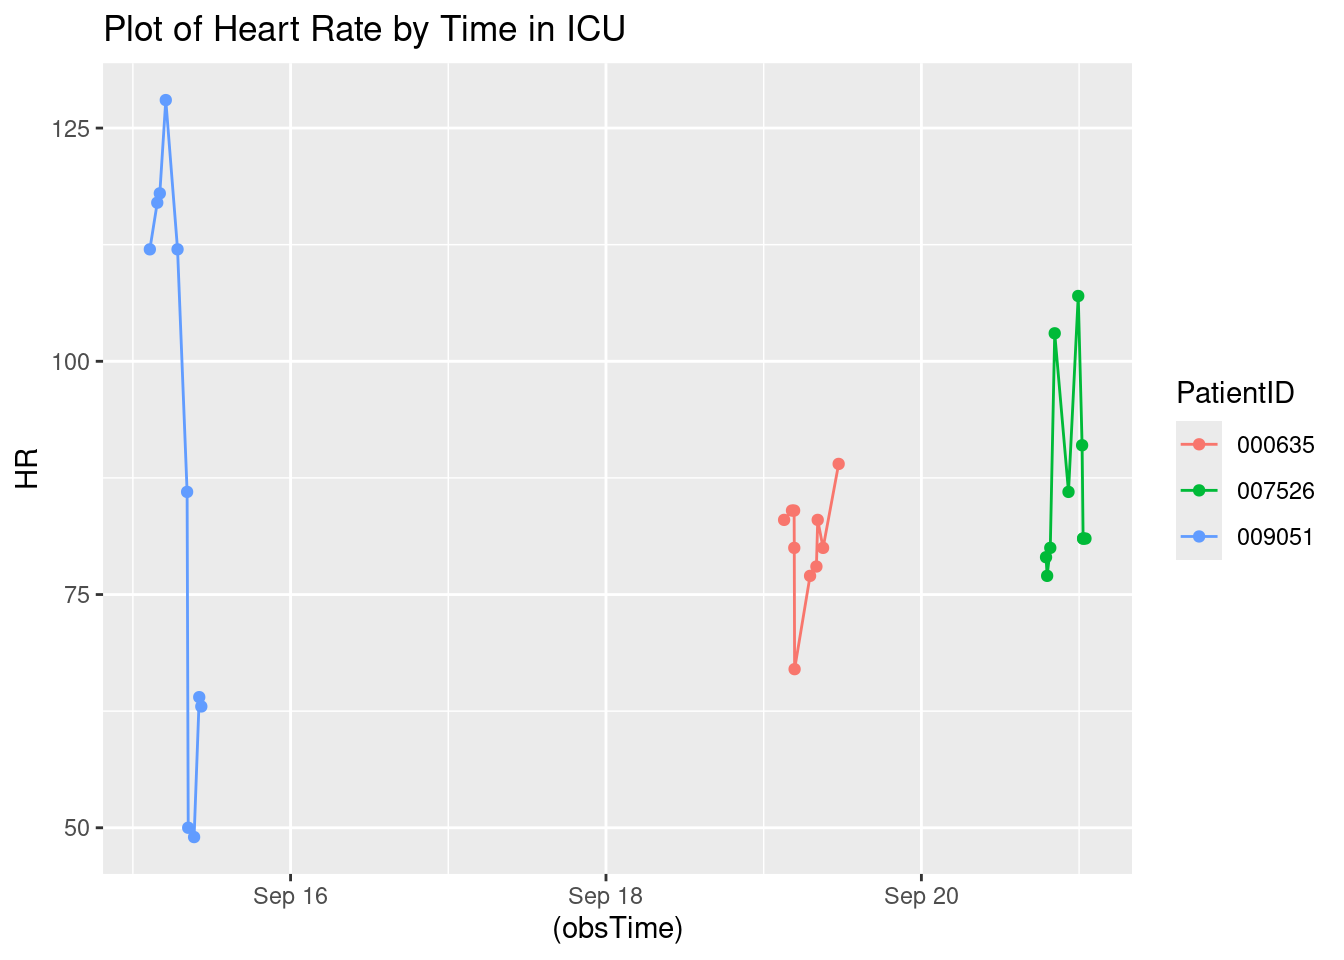 Plot of Heart Rate by Time in ICU
125
100
75
50
HR
Sep 16
Sep 18
Sep 20
(obsTime)
PatientID
000635
007526
009051